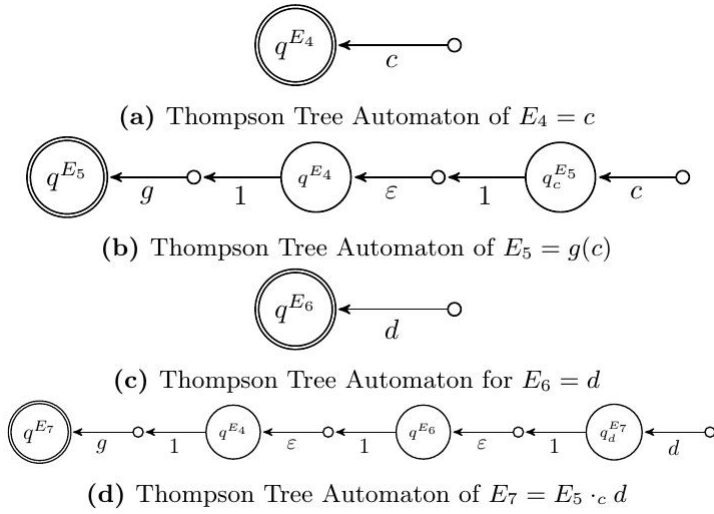 q^{E_4} c
(a) Thompson Tree Automaton of E_4 = c
q^{E_5} g 1 q^{E_4} ε 1 q_c^{E_5} c
(b) Thompson Tree Automaton of E_5 = g(c)
q^{E_6} d
(c) Thompson Tree Automaton for E_6 = d
q^{E_7} g 1 q^{E_4} ε 1 q^{E_6} ε 1 q_d^{E_7} d
(d) Thompson Tree Automaton of E_7 = E_5 ·_c d